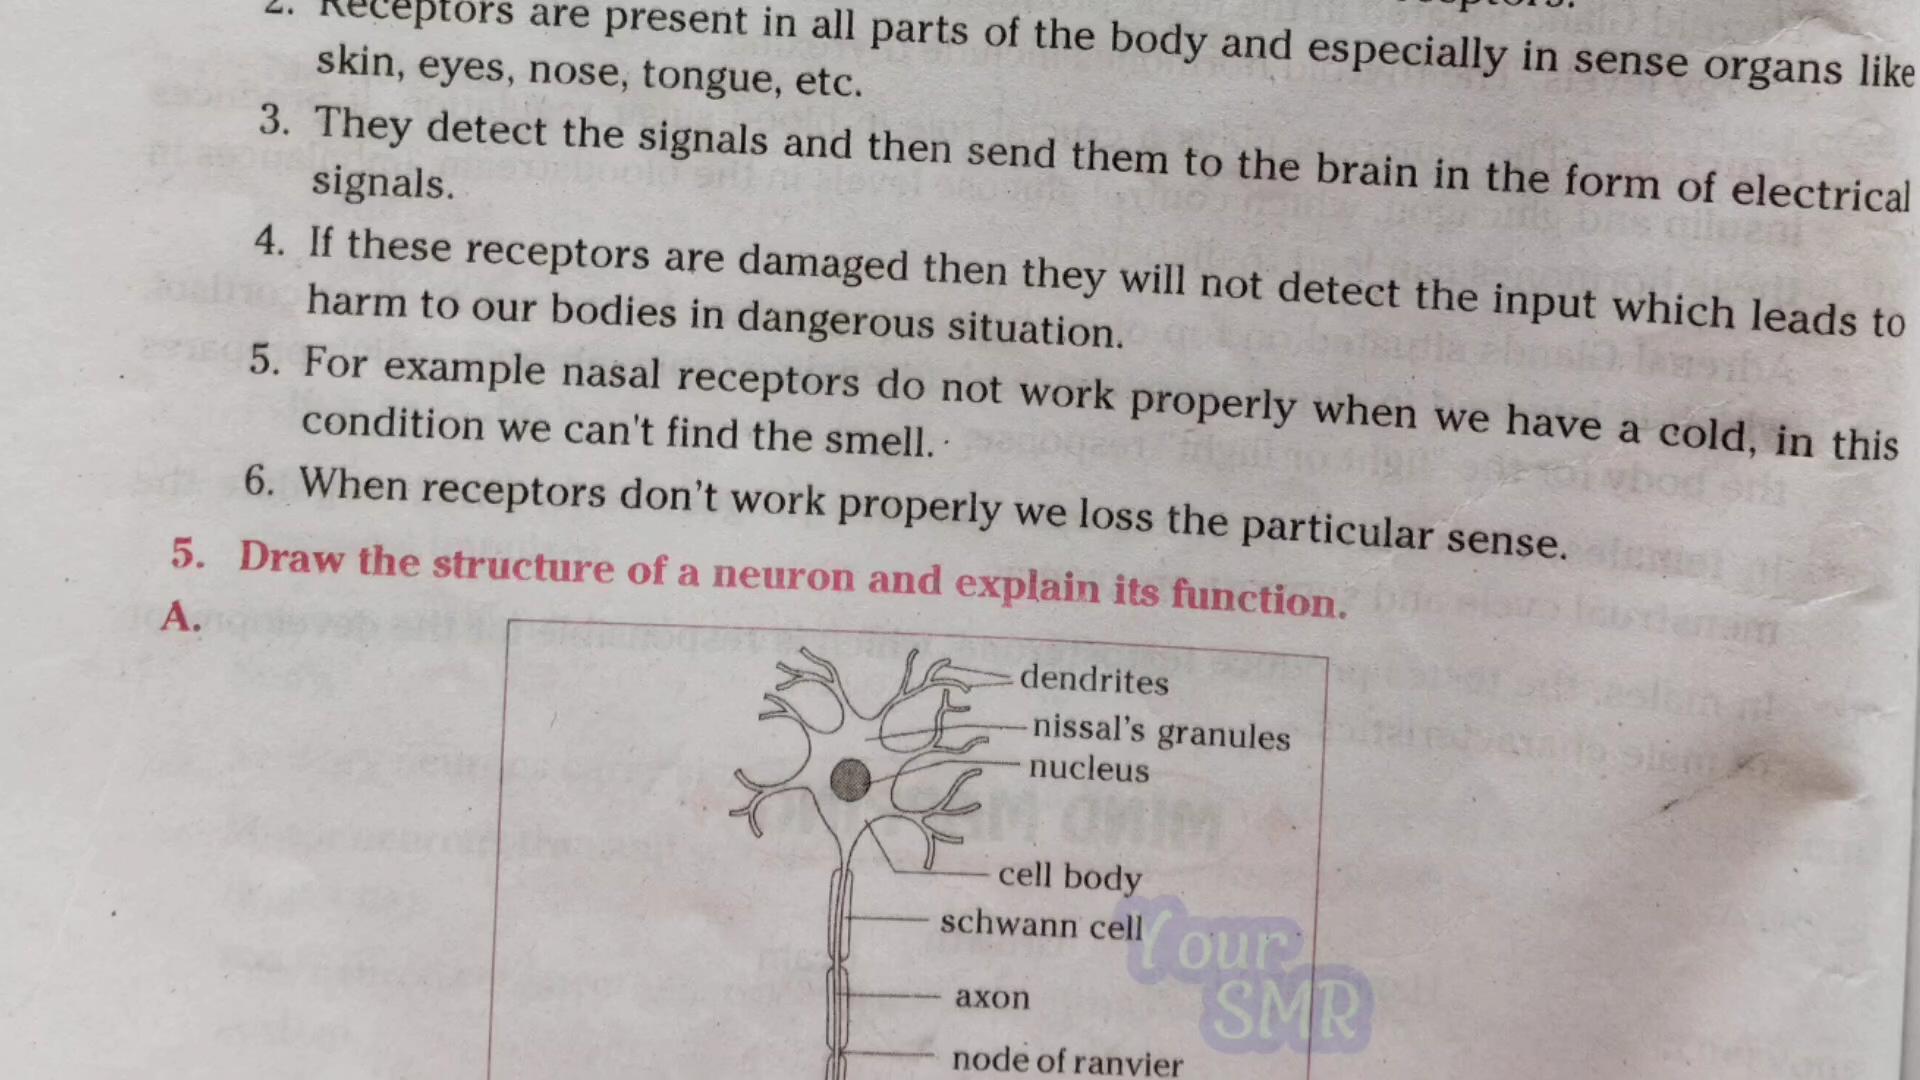 2. Receptors are present in all parts of the body and especially in sense organs like
skin, eyes, nose, tongue, etc.
3. They detect the signals and then send them to the brain in the form of electrical
signals.
4. If these receptors are damaged then they will not detect the input which leads to
harm to our bodies in dangerous situation.
5. For example nasal receptors do not work properly when we have a cold, in this
condition we can't find the smell.
6. When receptors don't work properly we loss the particular sense.
5. Draw the structure of a neuron and explain its function.
A.
dendrites
nissal's granules
nucleus
cell body
schwann cell
axon
node of ranvier
Your
SMR